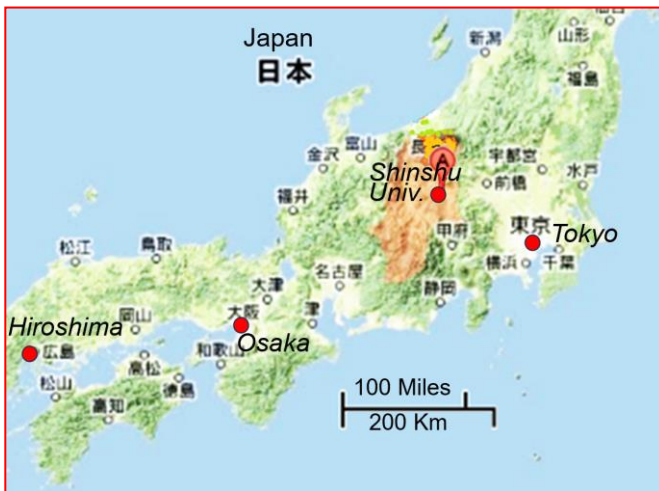 Japan
日本
新潟
山形
福島
金沢
富山
長
A
宇都宮
水戸
前橋
Shinshu
Univ.
福井
甲府
東京
Tokyo
横浜
千葉
松江
鳥取
名古屋
静岡
大津
津
岡山
大阪
Osaka
Hiroshima
広島
和歌山
高松
徳島
松山
高知
100 Miles
200 Km